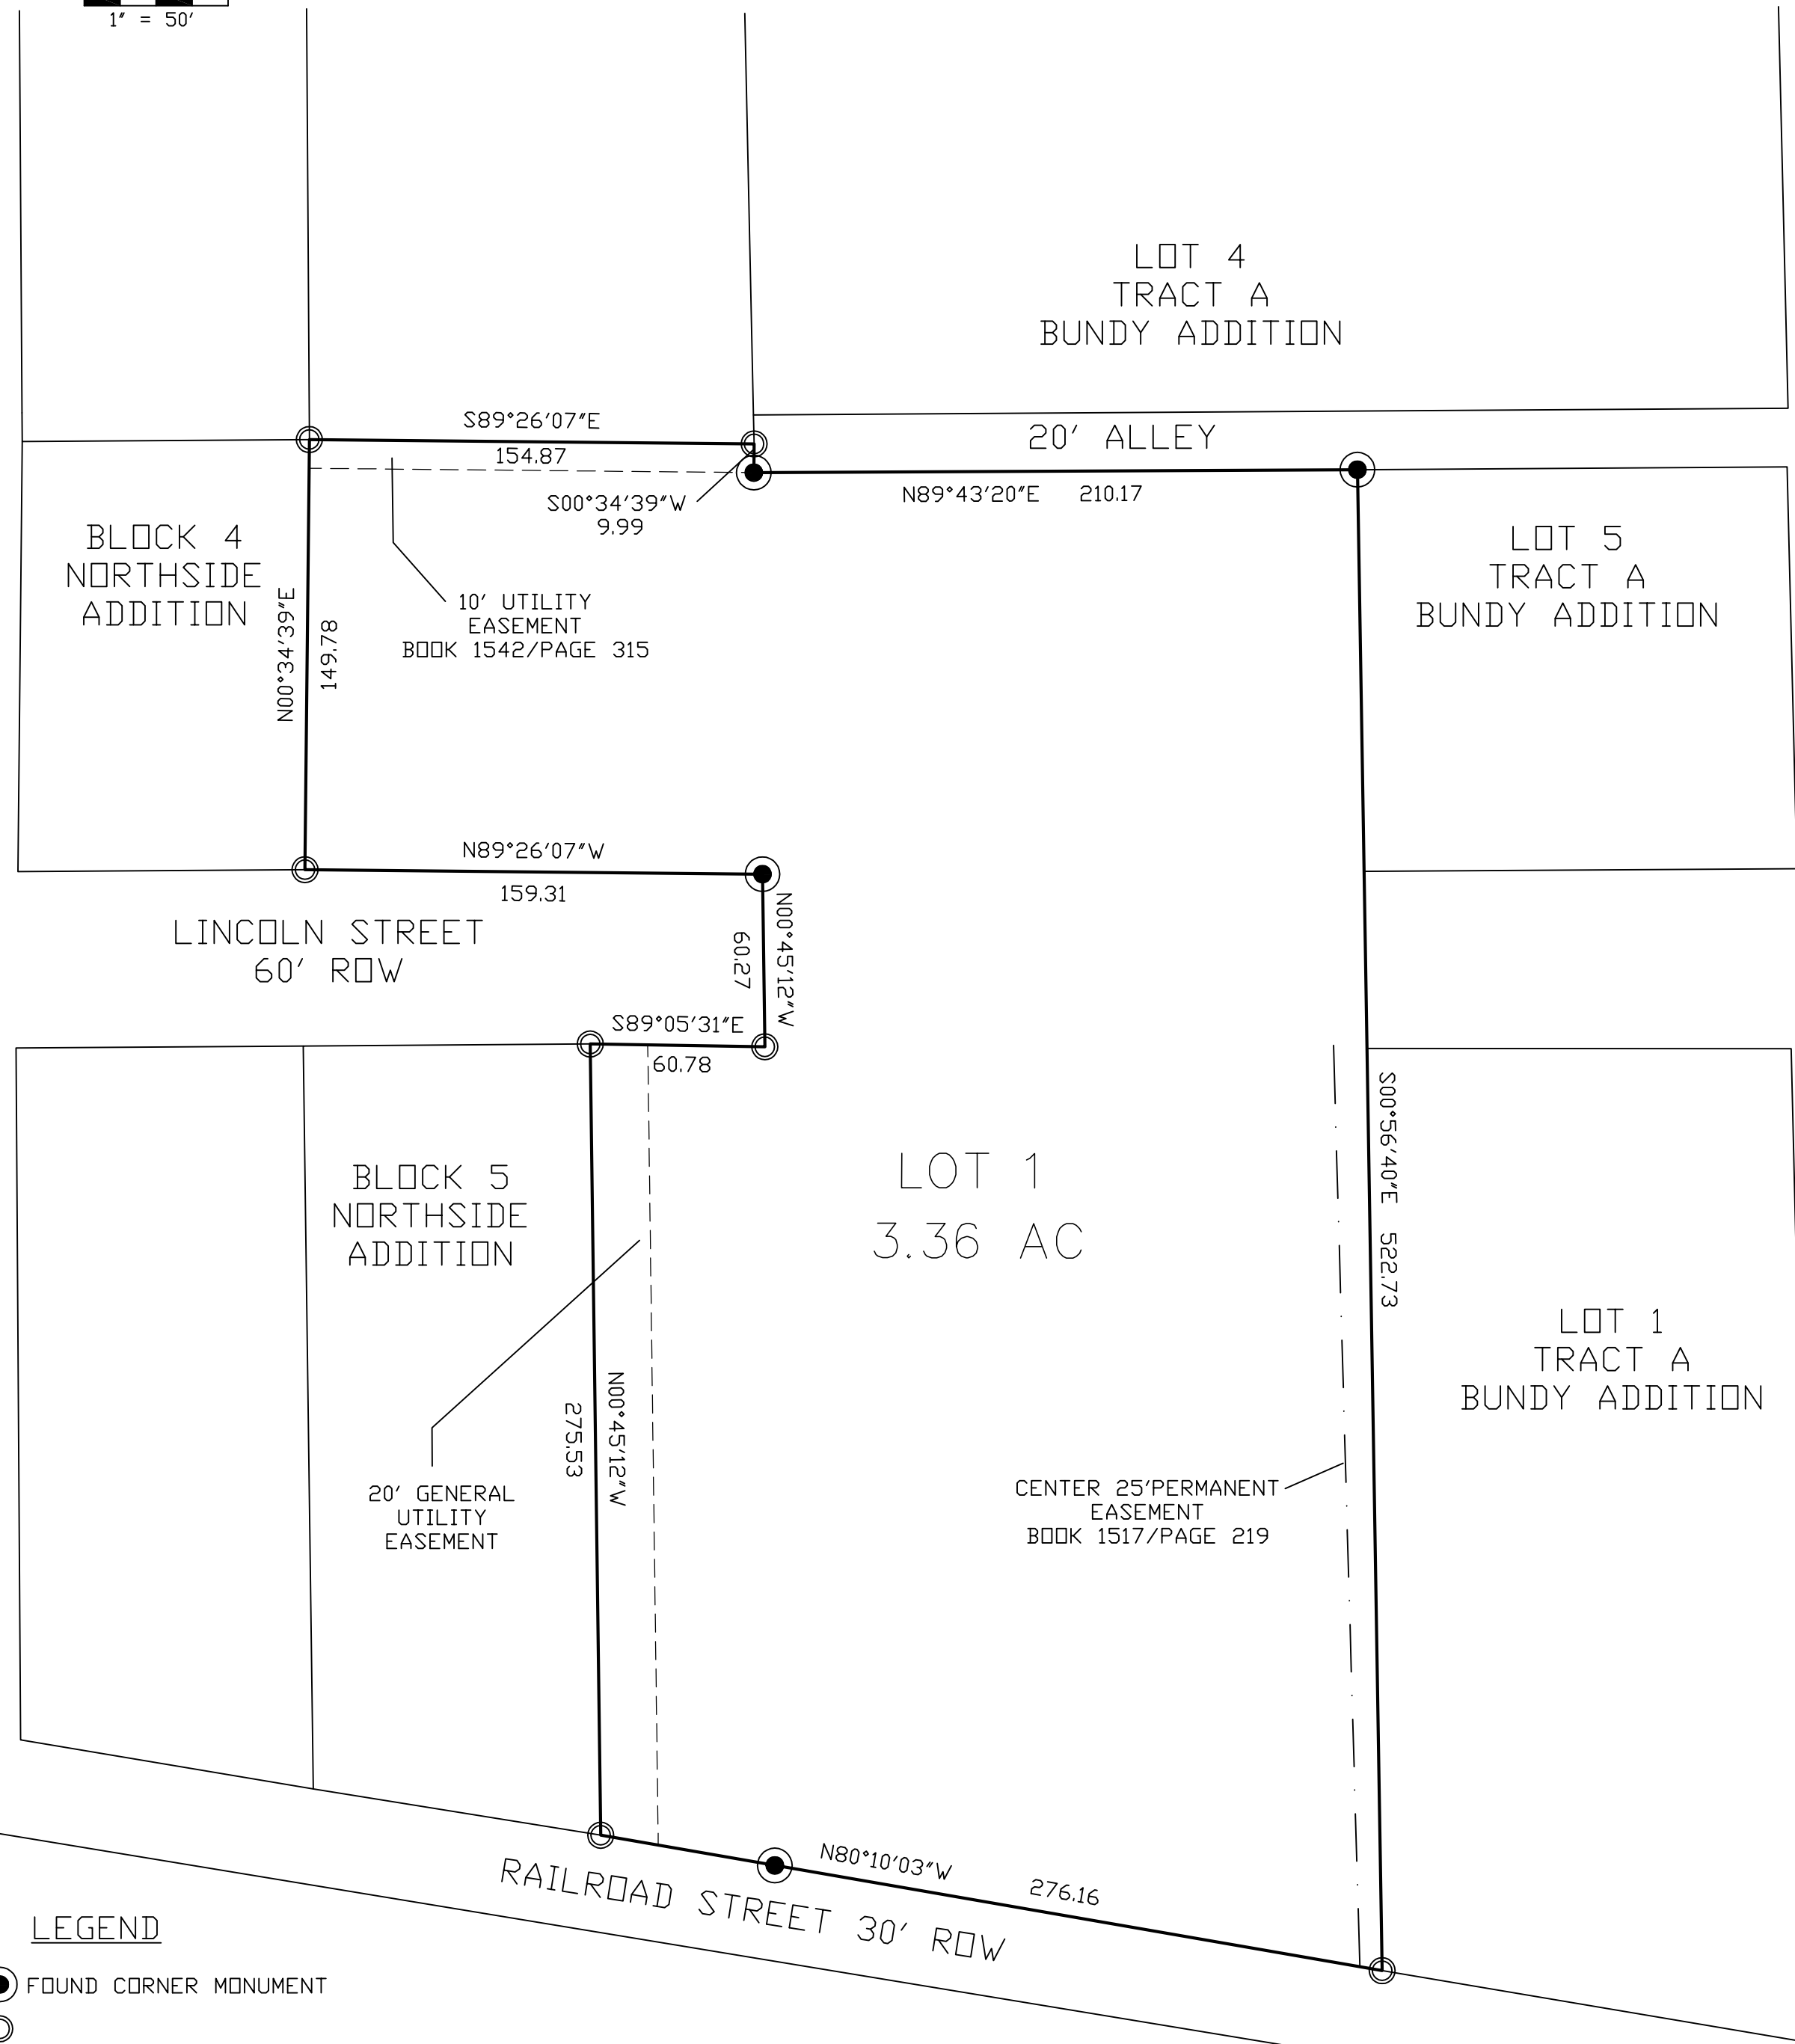 1" = 50'
LOT 4
TRACT A
BUNDY ADDITION
S89°26'07"E
154.87
20' ALLEY
S00°34'39"W
9.99
N89°43'20"E 210.17
BLOCK 4
NORTHSIDE
ADDITION
LOT 5
TRACT A
BUNDY ADDITION
N00°34'39"E
149.78
10' UTILITY
EASEMENT
BOOK 1542/PAGE 315
N89°26'07"W
159.31
LINCOLN STREET
60' ROW
N00°45'12"W
60.27
S89°05'31"E
60.78
S00°56'40"E 522.73
BLOCK 5
NORTHSIDE
ADDITION
LOT 1
3.36 AC
LOT 1
TRACT A
BUNDY ADDITION
N00°45'12"W
275.53
20' GENERAL
UTILITY
EASEMENT
CENTER 25'PERMANENT
EASEMENT
BOOK 1517/PAGE 219
N80°10'03"W 276.16
RAILROAD STREET 30' ROW
LEGEND
FOUND CORNER MONUMENT